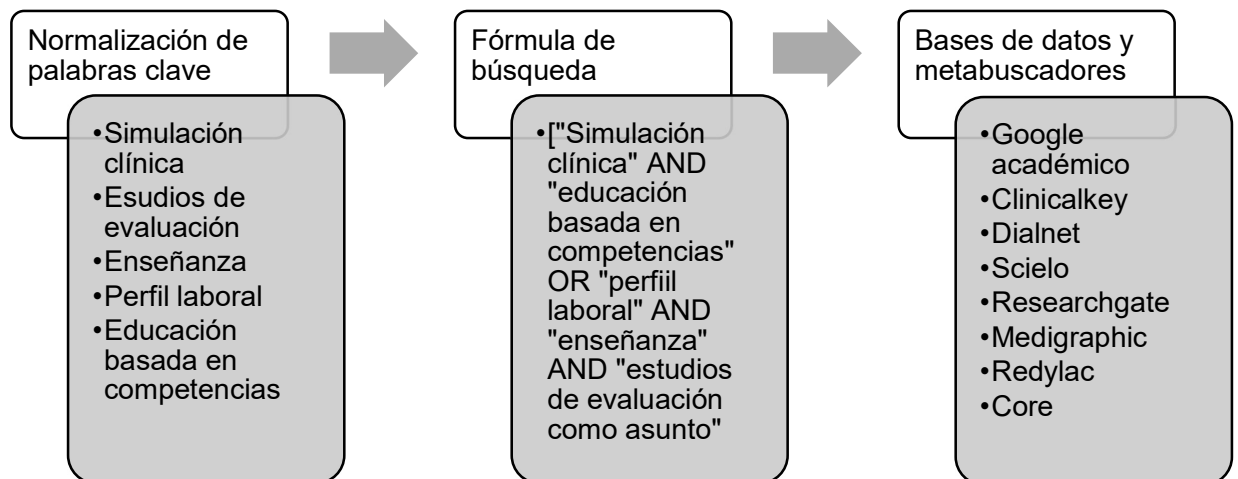 Normalización de
palabras clave
•Simulación
clínica
•Esudios de
evaluación
•Enseñanza
•Perfil laboral
•Educación
basada en
competencias
Fórmula de
búsqueda
•["Simulación
clínica" AND
"educación
basada en
competencias"
OR "perfiil
laboral" AND
"enseñanza"
AND "estudios
de evaluación
como asunto"
Bases de datos y
metabuscadores
•Google
académico
•Clinicalkey
•Dialnet
•Scielo
•Researchgate
•Medigraphic
•Redylac
•Core